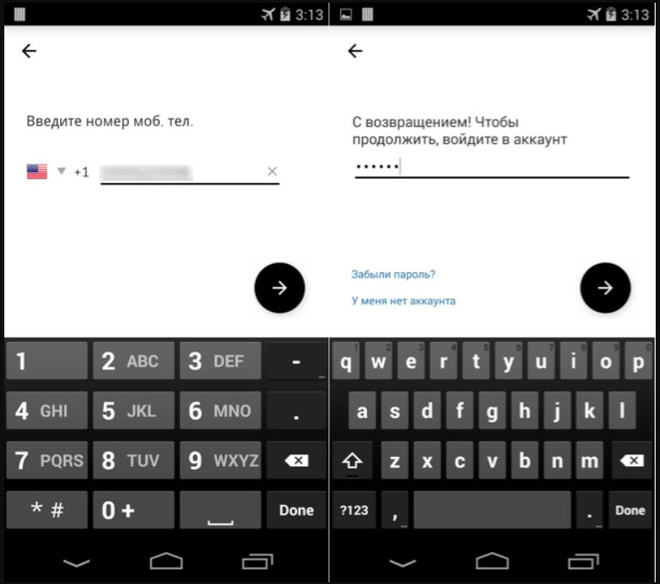 3:13
Введите номер моб. тел.
+1
1
2 ABC
3 DEF
-
4 GHI
5 JKL
6 MNO
.
7 PQRS
8 TUV
9 WXYZ
* #
0 +
Done
3:13
С возвращением! Чтобы
продолжить, войдите в аккаунт
Забыли пароль?
У меня нет аккаунта
q w e r t y u i o p
a s d f g h j k l
z x c v b n m
?123 , . Done